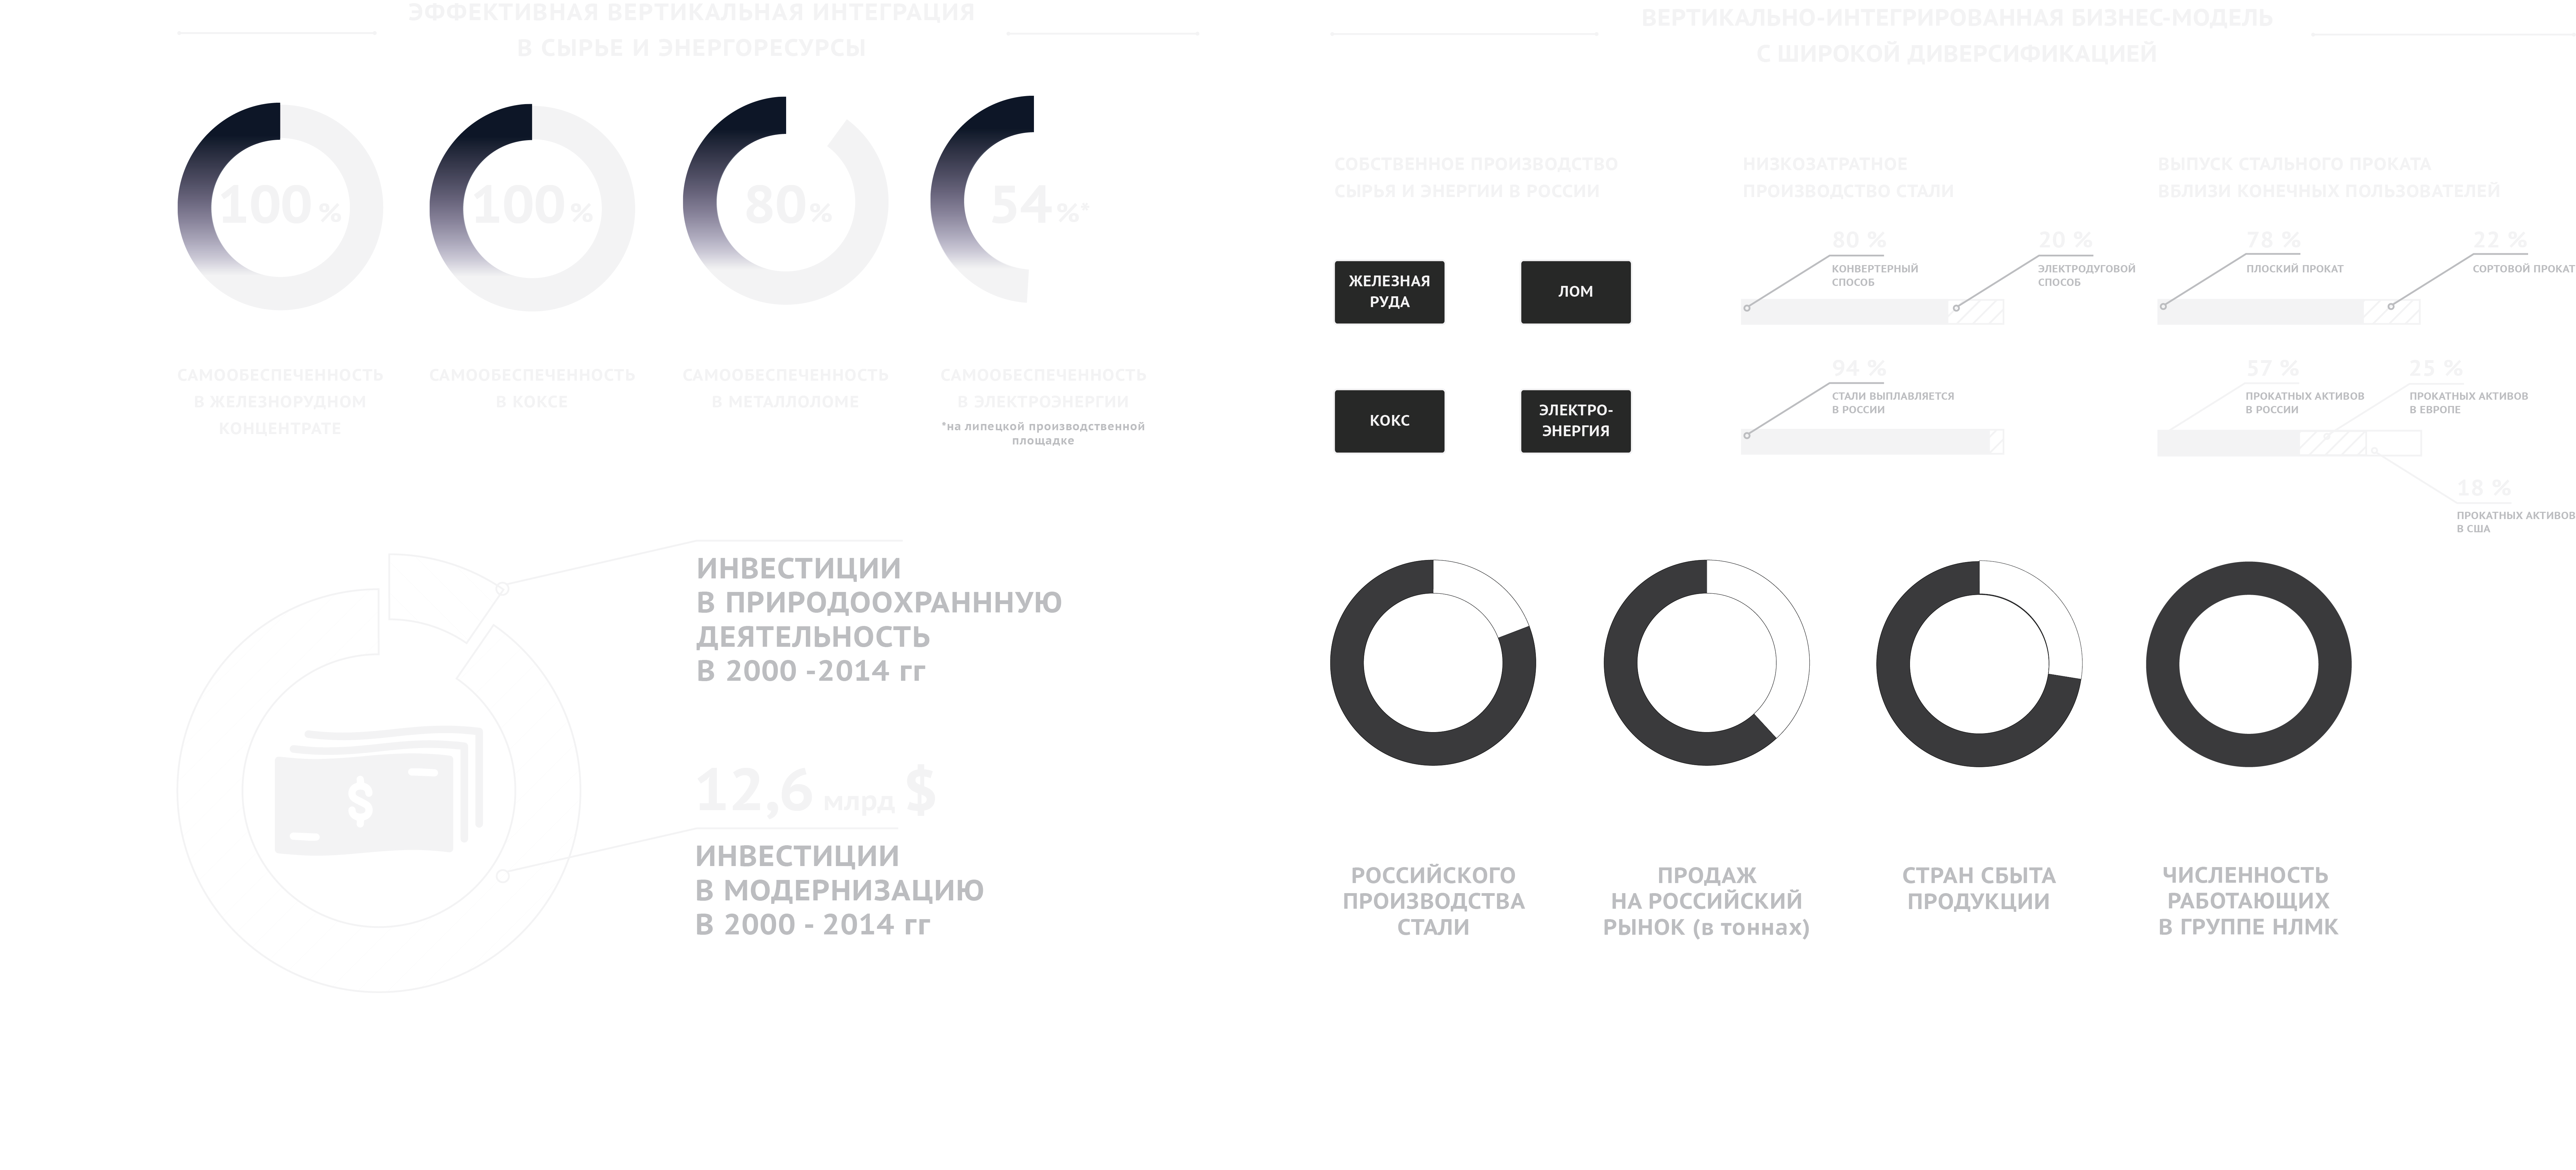 ЭФФЕКТИВНАЯ ВЕРТИКАЛЬНАЯ ИНТЕГРАЦИЯ
В СЫРЬЕ И ЭНЕРГОРЕСУРСЫ
100 %
100 %
80 %
54 %*
САМООБЕСПЕЧЕННОСТЬ
В ЖЕЛЕЗНОРУДНОМ
КОНЦЕНТРАТЕ
САМООБЕСПЕЧЕННОСТЬ
В КОКСЕ
САМООБЕСПЕЧЕННОСТЬ
В МЕТАЛЛОЛОМЕ
САМООБЕСПЕЧЕННОСТЬ
В ЭЛЕКТРОЭНЕРГИИ
*на липецкой производственной
площадке
ИНВЕСТИЦИИ
В ПРИРОДООХРАНННУЮ
ДЕЯТЕЛЬНОСТЬ
В 2000 -2014 гг
12,6 млрд $
ИНВЕСТИЦИИ
В МОДЕРНИЗАЦИЮ
В 2000 - 2014 гг
$
ВЕРТИКАЛЬНО-ИНТЕГРИРОВАННАЯ БИЗНЕС-МОДЕЛЬ
С ШИРОКОЙ ДИВЕРСИФИКАЦИЕЙ
СОБСТВЕННОЕ ПРОИЗВОДСТВО
СЫРЬЯ И ЭНЕРГИИ В РОССИИ
ЖЕЛЕЗНАЯ
РУДА
ЛОМ
КОКС
ЭЛЕКТРО-
ЭНЕРГИЯ
НИЗКОЗАТРАТНОЕ
ПРОИЗВОДСТВО СТАЛИ
80 %
КОНВЕРТЕРНЫЙ
СПОСОБ
20 %
ЭЛЕКТРОДУГОВОЙ
СПОСОБ
94 %
СТАЛИ ВЫПЛАВЛЯЕТСЯ
В РОССИИ
ВЫПУСК СТАЛЬНОГО ПРОКАТА
ВБЛИЗИ КОНЕЧНЫХ ПОЛЬЗОВАТЕЛЕЙ
78 %
ПЛОСКИЙ ПРОКАТ
22 %
СОРТОВОЙ ПРОКАТ
57 %
ПРОКАТНЫХ АКТИВОВ
В РОССИИ
25 %
ПРОКАТНЫХ АКТИВОВ
В ЕВРОПЕ
18 %
ПРОКАТНЫХ АКТИВОВ
В США
РОССИЙСКОГО
ПРОИЗВОДСТВА
СТАЛИ
ПРОДАЖ
НА РОССИЙСКИЙ
РЫНОК (в тоннах)
СТРАН СБЫТА
ПРОДУКЦИИ
ЧИСЛЕННОСТЬ
РАБОТАЮЩИХ
В ГРУППЕ НЛМК